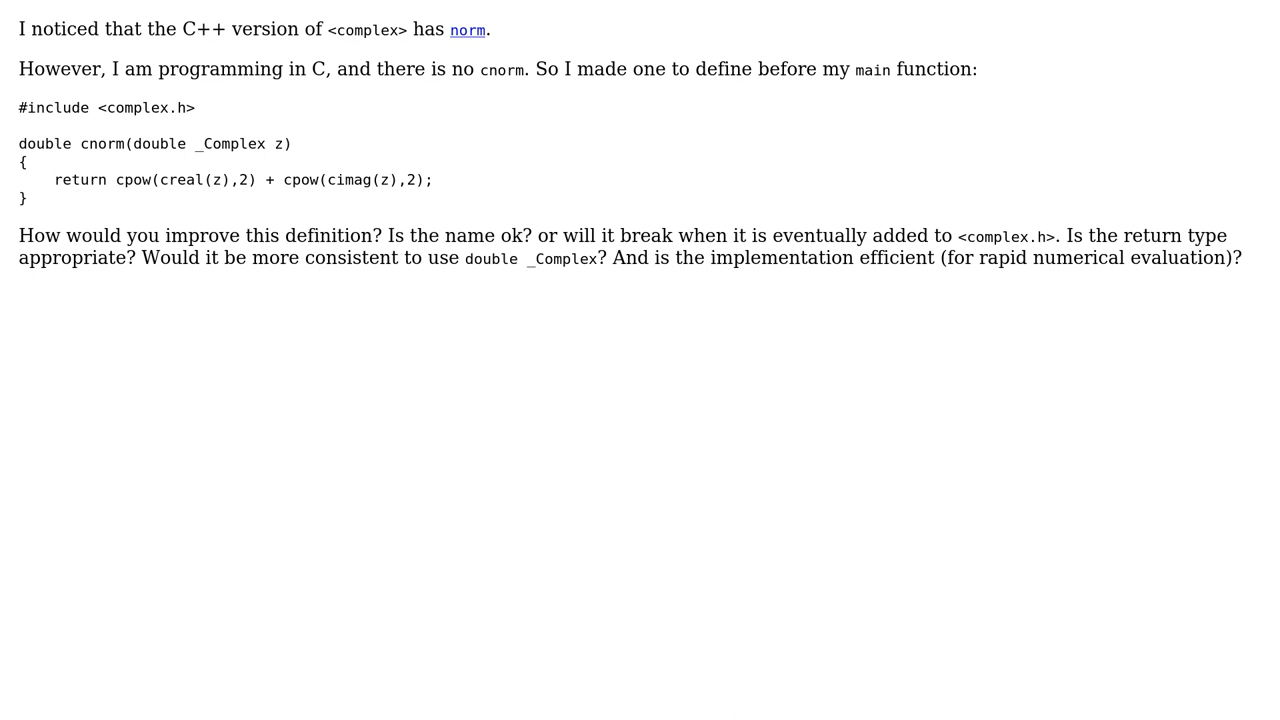 I noticed that the C++ version of <complex> has norm.
However, I am programming in C, and there is no cnorm. So I made one to define before my main function:
#include <complex.h>
double cnorm(double _Complex z)
{
    return cpow(creal(z),2) + cpow(cimag(z),2);
}
How would you improve this definition? Is the name ok? or will it break when it is eventually added to <complex.h>. Is the return type
appropriate? Would it be more consistent to use double _Complex? And is the implementation efficient (for rapid numerical evaluation)?